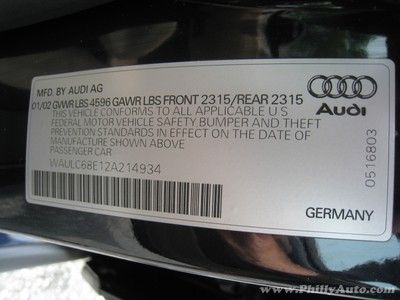 MFD. BY AUDI AG
01/02 GVWR LBS 4596 GAWR LBS FRONT 2315/REAR 2315
THIS VEHICLE CONFORMS TO ALL APPLICABLE U S
FEDERAL MOTOR VEHICLE SAFETY BUMPER AND THEFT
PREVENTION STANDARDS IN EFFECT ON THE DATE
OF MANUFACTURE SHOWN ABOVE
PASSENGER CAR
WAULC68E12A214934
Audi
0516803
GERMANY
www.PhillyAuto.com